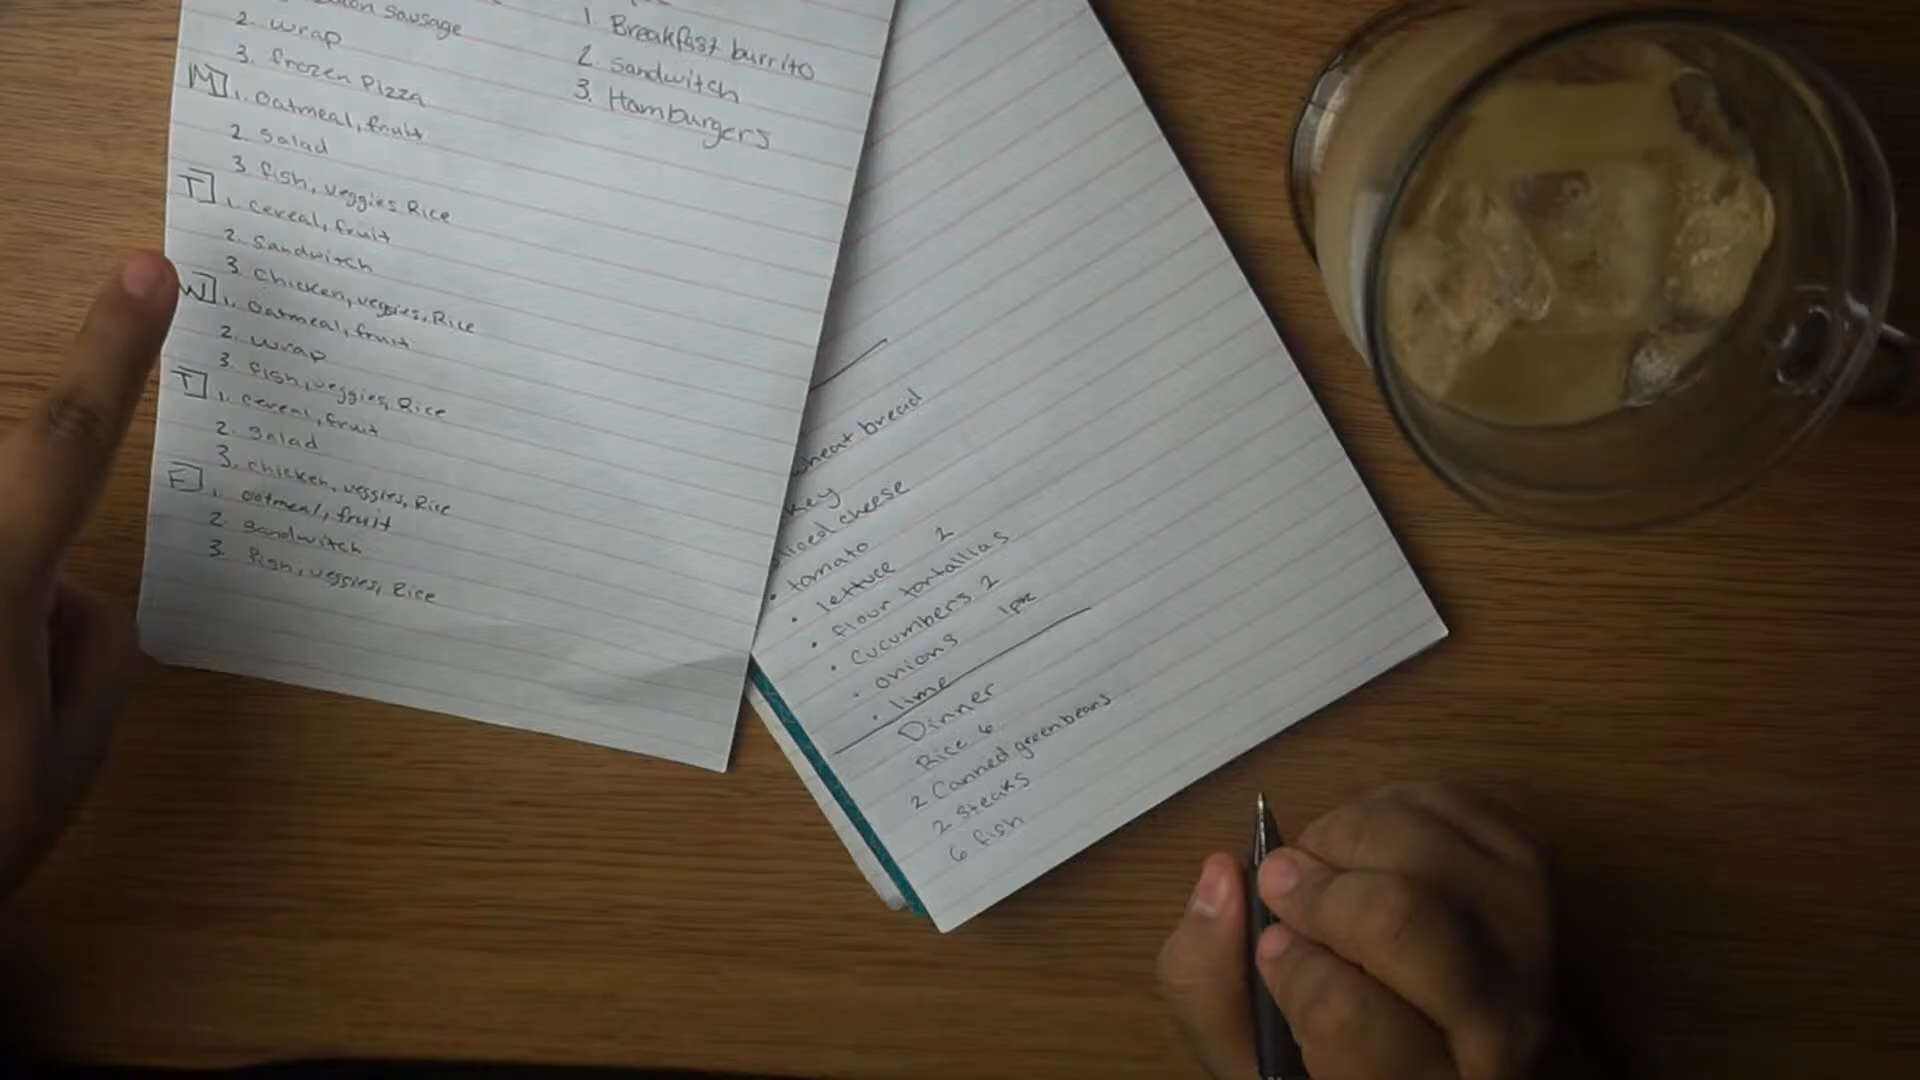 sausage
2. wrap
3. frozen Pizza
M 1. oatmeal, fruit
2. Salad
3. fish, veggies Rice
T 1. cereal, fruit
2. Sandwitch
3. chicken, veggies, Rice
W 1. oatmeal, fruit
2. wrap
3. fish, veggies, Rice
T 1. cereal, fruit
2. salad
3. chicken, veggies, Rice
F 1. oatmeal, fruit
2. sandwitch
3. fish, veggies, Rice
1. Breakfast burrito
2. Sandwitch
3. Hamburgers
wheat bread
key
sliced cheese
• tomato
• lettuce 2
• flour tortallias
• cucumbers 2
• onions 1pk
• lime
Dinner
Rice 6
2 Canned greenbeans
2 steaks
6 fish